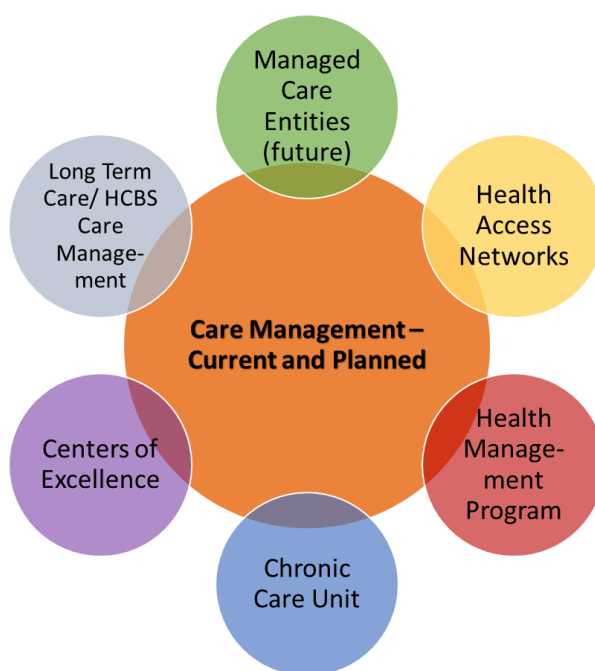 Managed
Care
Entities
(future)
Long Term
Care/ HCBS
Care
Manage-
ment
Health
Access
Networks
Care Management –
Current and Planned
Centers of
Excellence
Health
Manage-
ment
Program
Chronic
Care Unit